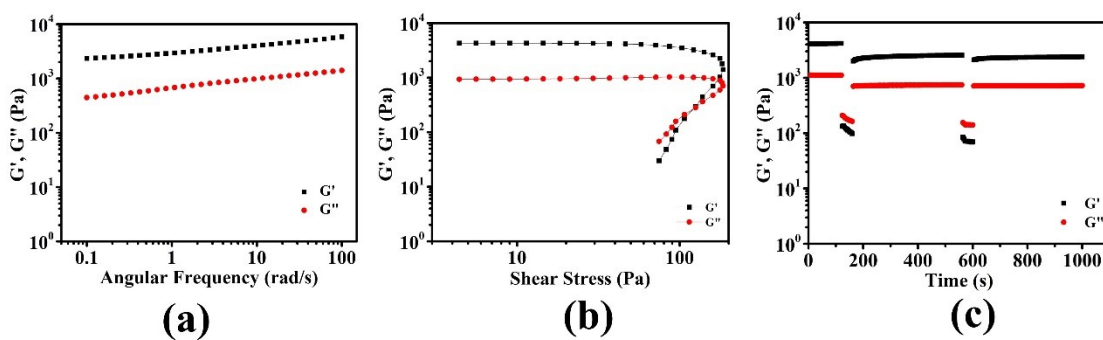 G', G" (Pa)
10⁴
10³
10²
10¹
10⁰
0.1 1 10 100
Angular Frequency (rad/s)
G'
G"
(a)
G', G" (Pa)
10⁴
10³
10²
10¹
10⁰
10 100
Shear Stress (Pa)
G'
G"
(b)
G', G" (Pa)
10⁴
10³
10²
10¹
10⁰
0 200 400 600 800 1000
Time (s)
G'
G"
(c)